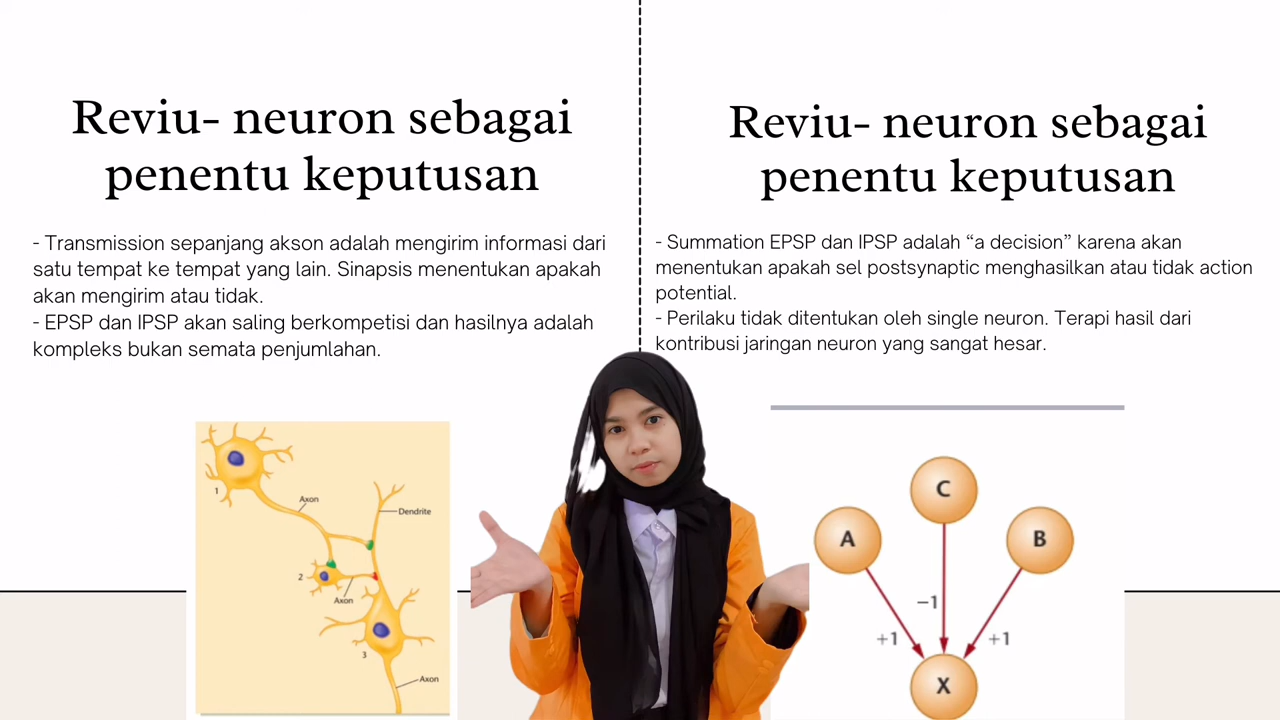 Reviu- neuron sebagai
penentu keputusan
- Transmission sepanjang akson adalah mengirim informasi dari
satu tempat ke tempat yang lain. Sinapsis menentukan apakah
akan mengirim atau tidak.
- EPSP dan IPSP akan saling berkompetisi dan hasilnya adalah
kompleks bukan semata penjumlahan.
1
Axon
Dendrite
2
Axon
3
Axon
Reviu- neuron sebagai
penentu keputusan
- Summation EPSP dan IPSP adalah “a decision” karena akan
menentukan apakah sel postsynaptic menghasilkan atau tidak action
potential.
- Perilaku tidak ditentukan oleh single neuron. Terapi hasil dari
kontribusi jaringan neuron yang sangat hesar.
C
A
B
−1
+1
+1
X